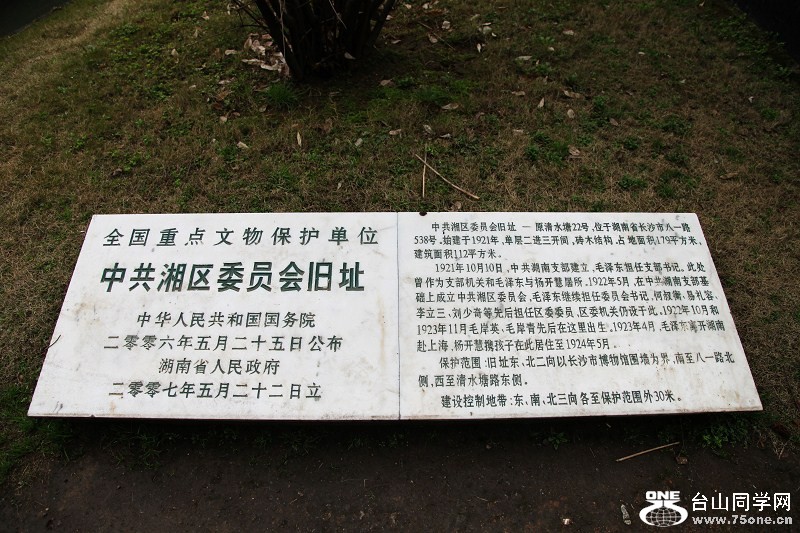 全国重点文物保护单位
中共湘区委员会旧址
中华人民共和国国务院
二〇〇六年五月二十五日公布
湖南省人民政府
二〇〇七年五月二十二日立
中共湘区委员会旧址 — 原清水塘22号,位于湖南省长沙市八一路
538号,始建于1921年,单层二进三开间,砖木结构,占地面积179平方米,
建筑面积112平方米。
1921年10月10日,中共湖南支部建立,毛泽东担任支部书记。此处
曾作为支部机关和毛泽东与杨开慧居所。1922年5月,在中共湖南支部基
础上成立中共湘区委员会,毛泽东继续担任委员会书记,何叔衡、易礼容、
李立三、刘少奇等先后担任区委委员,区委机关仍设于此。1922年10月和
1923年11月毛岸英、毛岸青先后在这里出生。1923年4月,毛泽东离开湖南
赴上海,杨开慧携孩子在此居住至1924年5月。
保护范围:旧址东、北二向以长沙市博物馆围墙为界,南至八一路北
侧,西至清水塘路东侧。
建设控制地带:东、南、北三向各至保护范围外30米。
ONE
台山同学网
www.75one.cn